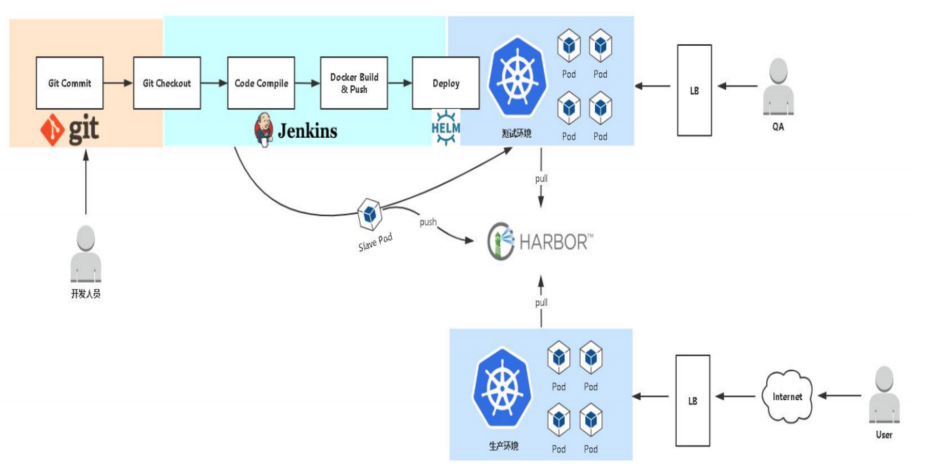 Git Commit
Git Checkout
Code Compile
Docker Build
& Push
Deploy
git
Jenkins
HELM
测试环境
Pod
Pod
Pod
Pod
LB
QA
开发人员
Slave Pod
push
pull
HARBOR™
pull
生产环境
Pod
Pod
Pod
Pod
LB
Internet
User